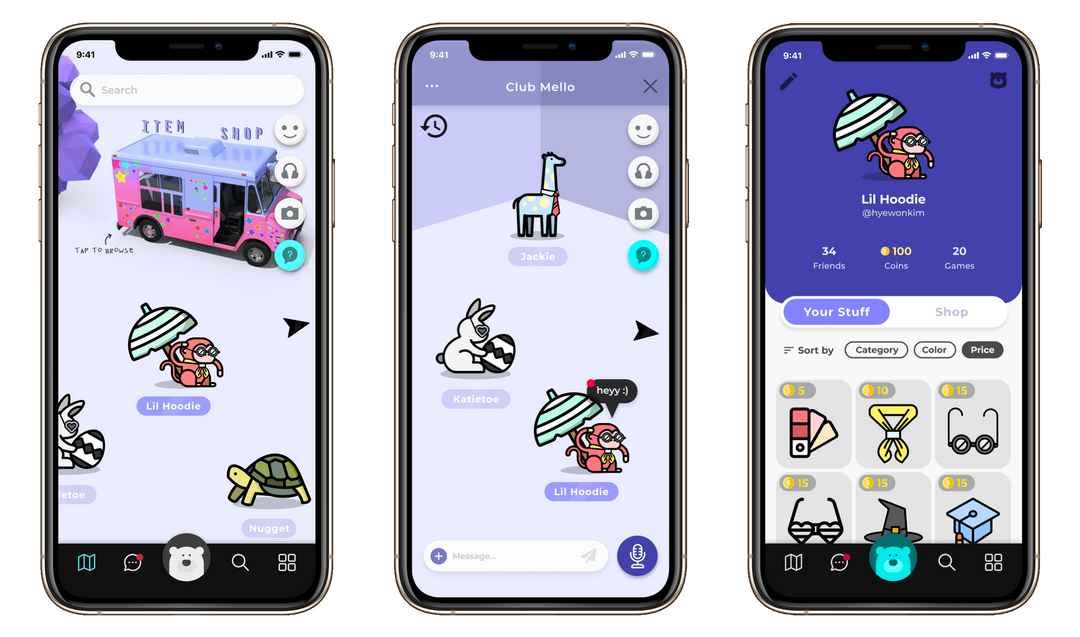 9:41
Search
ITEM SHOP
TAP TO BROWSE
Lil Hoodie
ietoe
Nugget
9:41
Club Mello
Jackie
Katietoe
heyy :)
Lil Hoodie
Message...
9:41
Lil Hoodie
@hyewonkim
34
Friends
100
Coins
20
Games
Your Stuff
Shop
Sort by
Category
Color
Price
5
10
15
15
15
15